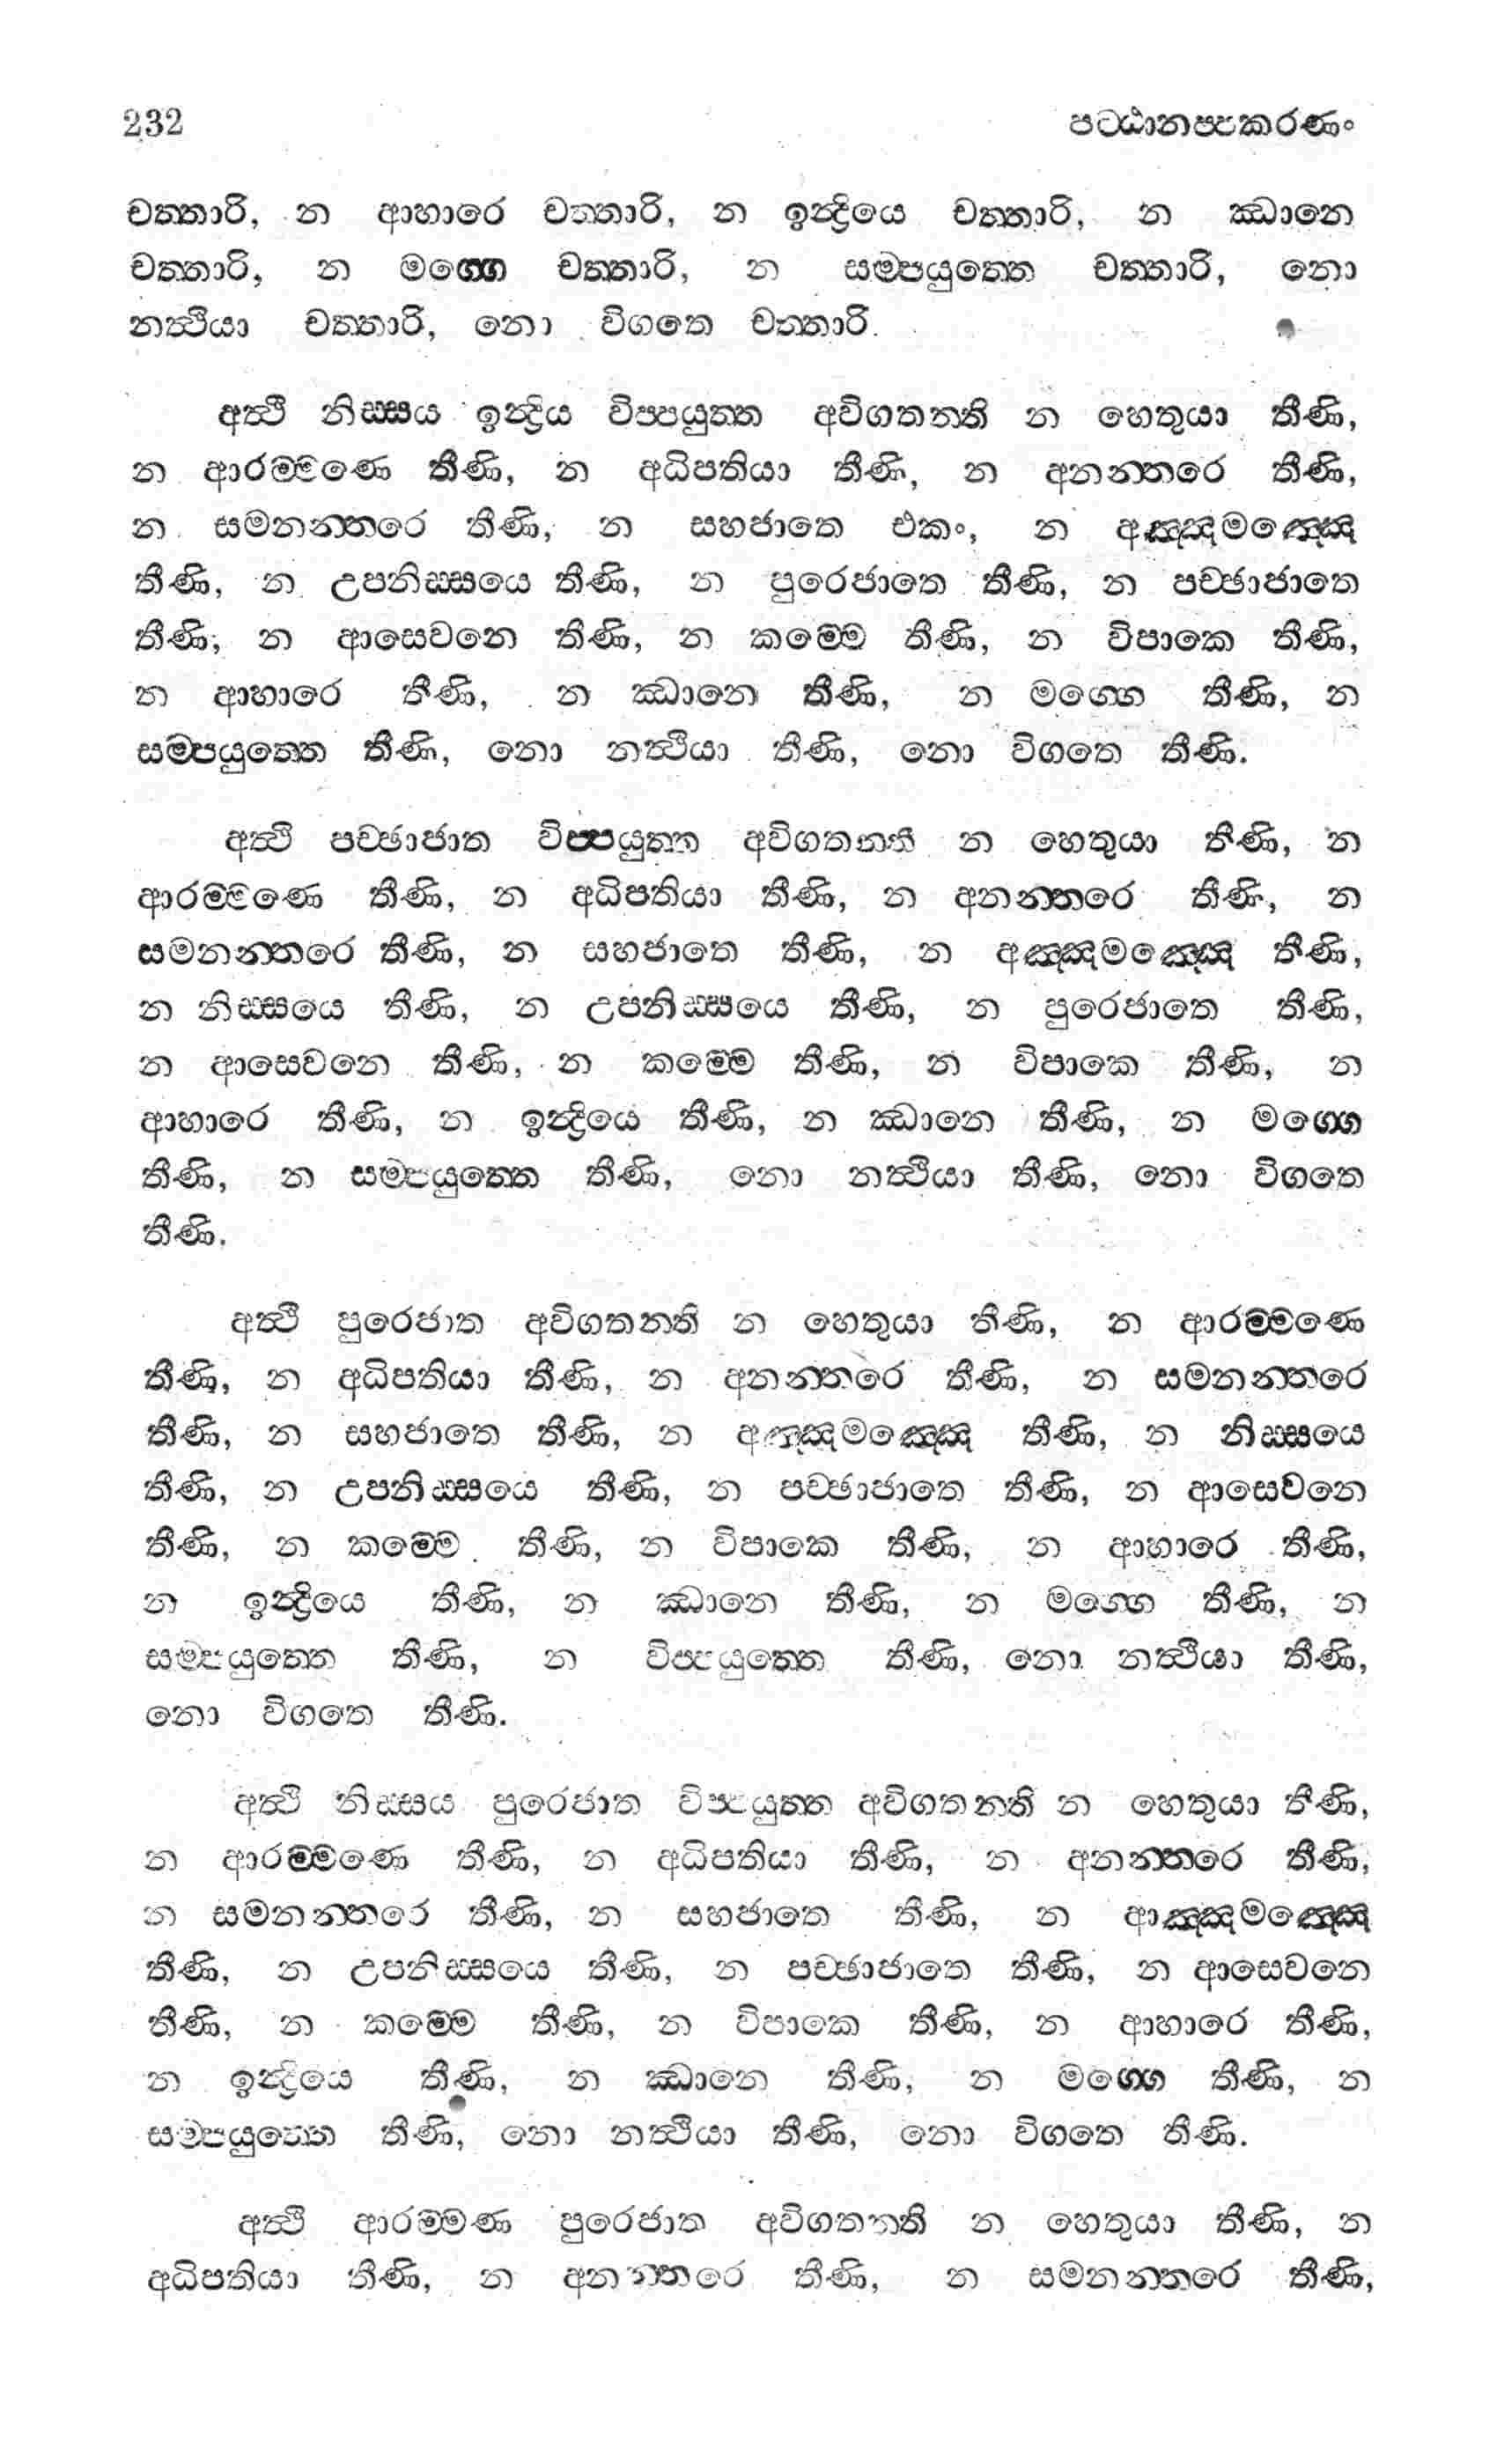 232 පට්ඨානප්පකරණං
චත්තාරි, න ආහාරෙ චත්තාරි, න ඉන්ද්‍රියෙ චත්තාරි, න ඣානෙ
චත්තාරි, න මග්ගෙ චත්තාරි, න සම්පයුත්තෙ චත්තාරි, නො
නත්ථියා චත්තාරි, නො විගතෙ චත්තාරි.
අත්ථි නිස්සය ඉන්ද්‍රිය විප්පයුත්ත අවිගතන්ති න හෙතුයා තීණි,
න ආරම්මණෙ තීණි, න අධිපතියා තීණි, න අනන්තරෙ තීණි,
න සමනන්තරෙ තීණි, න සහජාතෙ එකං, න අඤ්ඤමඤ්ඤෙ
තීණි, න උපනිස්සයෙ තීණි, න පුරෙජාතෙ තීණි, න පච්ඡාජාතෙ
තීණි, න ආසෙවනෙ තීණි, න කම්මෙ තීණි, න විපාකෙ තීණි,
න ආහාරෙ තීණි, න ඣානෙ තීණි, න මග්ගෙ තීණි, න
සම්පයුත්තෙ තීණි, නො නත්ථියා තීණි, නො විගතෙ තීණි.
අත්ථි පච්ඡාජාත විප්පයුත්ත අවිගතන්ති න හෙතුයා තීණි, න
ආරම්මණෙ තීණි, න අධිපතියා තීණි, න අනන්තරෙ තීණි, න
සමනන්තරෙ තීණි, න සහජාතෙ තීණි, න අඤ්ඤමඤ්ඤෙ තීණි,
න නිස්සයෙ තීණි, න උපනිස්සයෙ තීණි, න පුරෙජාතෙ තීණි,
න ආසෙවනෙ තීණි, න කම්මෙ තීණි, න විපාකෙ තීණි, න
ආහාරෙ තීණි, න ඉන්ද්‍රියෙ තීණි, න ඣානෙ තීණි, න මග්ගෙ
තීණි, න සම්පයුත්තෙ තීණි, නො නත්ථියා තීණි, නො විගතෙ
තීණි.
අත්ථි පුරෙජාත අවිගතන්ති න හෙතුයා තීණි, න ආරම්මණෙ
තීණි, න අධිපතියා තීණි, න අනන්තරෙ තීණි, න සමනන්තරෙ
තීණි, න සහජාතෙ තීණි, න අඤ්ඤමඤ්ඤෙ තීණි, න නිස්සයෙ
තීණි, න උපනිස්සයෙ තීණි, න පච්ඡාජාතෙ තීණි, න ආසෙවනෙ
තීණි, න කම්මෙ තීණි, න විපාකෙ තීණි, න ආහාරෙ තීණි,
න ඉන්ද්‍රියෙ තීණි, න ඣානෙ තීණි, න මග්ගෙ තීණි, න
සම්පයුත්තෙ තීණි, න විප්පයුත්තෙ තීණි, නො නත්ථියා තීණි,
නො විගතෙ තීණි.
අත්ථි නිස්සය පුරෙජාත විප්පයුත්ත අවිගතන්ති න හෙතුයා තීණි,
න ආරම්මණෙ තීණි, න අධිපතියා තීණි, න අනන්තරෙ තීණි,
න සමනන්තරෙ තීණි, න සහජාතෙ තීණි, න ආඤ්ඤමඤ්ඤෙ
තීණි, න උපනිස්සයෙ තීණි, න පච්ඡාජාතෙ තීණි, න ආසෙවනෙ
තීණි, න කම්මෙ තීණි, න විපාකෙ තීණි, න ආහාරෙ තීණි,
න ඉන්ද්‍රියෙ තීණි, න ඣානෙ තීණි, න මග්ගෙ තීණි, න
සම්පයුත්තෙ තීණි, නො නත්ථියා තීණි, නො විගතෙ තීණි.
අත්ථි ආරම්මණ පුරෙජාත අවිගතන්ති න හෙතුයා තීණි, න
අධිපතියා තීණි, න අනන්තරෙ තීණි, න සමනන්තරෙ තීණි,